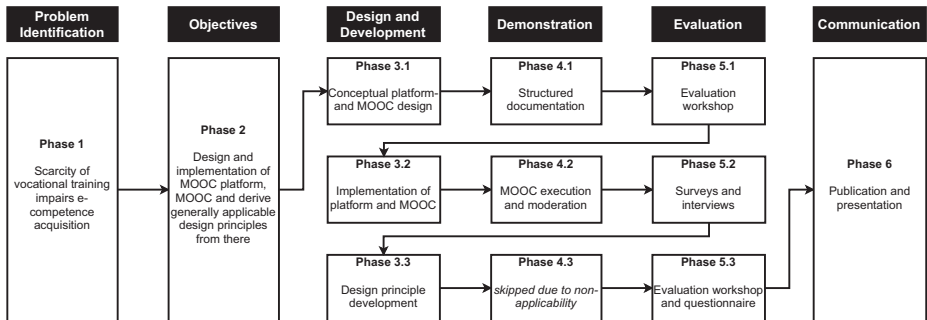 Problem
Identification
Objectives
Design and
Development
Demonstration
Evaluation
Communication
Phase 1
Scarcity of
vocational training
impairs e-
competence
acquisition
Phase 2
Design and
implementation of
MOOC platform,
MOOC and derive
generally applicable
design principles
from there
Phase 3.1
Conceptual platform-
and MOOC design
Phase 4.1
Structured
documentation
Phase 5.1
Evaluation
workshop
Phase 3.2
Implementation of
platform and MOOC
Phase 4.2
MOOC execution
and moderation
Phase 5.2
Surveys and
interviews
Phase 3.3
Design principle
development
Phase 4.3
skipped due to non-
applicability
Phase 5.3
Evaluation workshop
and questionnaire
Phase 6
Publication and
presentation